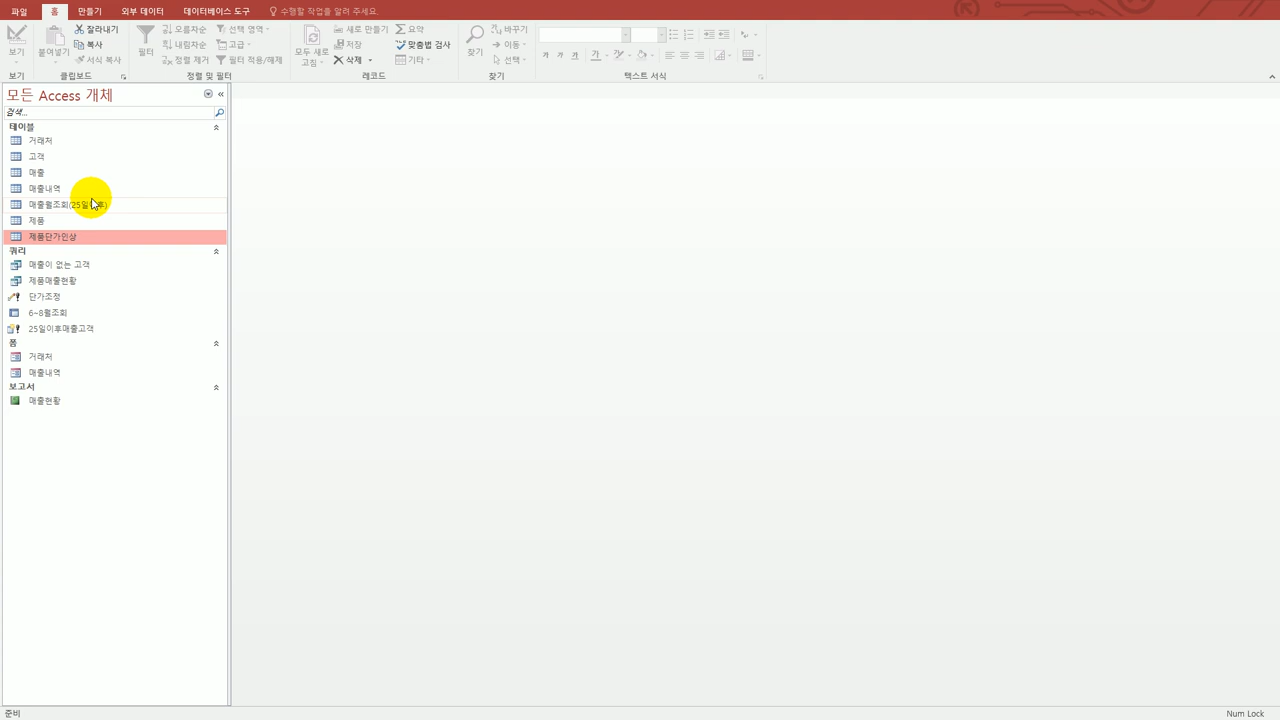 파일 홈 만들기 외부 데이터 데이터베이스 도구 수행할 작업을 알려 주세요.
잘라내기 오름차순 선택 영역 새로 만들기 요약 바꾸기
보기 붙여넣기 복사 필터 내림차순 고급 모두 새로 고침 저장 맞춤법 검사 찾기 이동
서식 복사 정렬 제거 필터 적용/해제 삭제 기타 선택
보기 클립보드 정렬 및 필터 레코드 찾기 텍스트 서식
모든 Access 개체
검색...
테이블
거래처
고객
매출
매출내역
매출월조회(25일이후)
제품
제품단가인상
쿼리
매출이 없는 고객
제품매출현황
단가조정
6~8월조회
25일이후매출고객
폼
거래처
매출내역
보고서
매출현황
준비 Num Lock